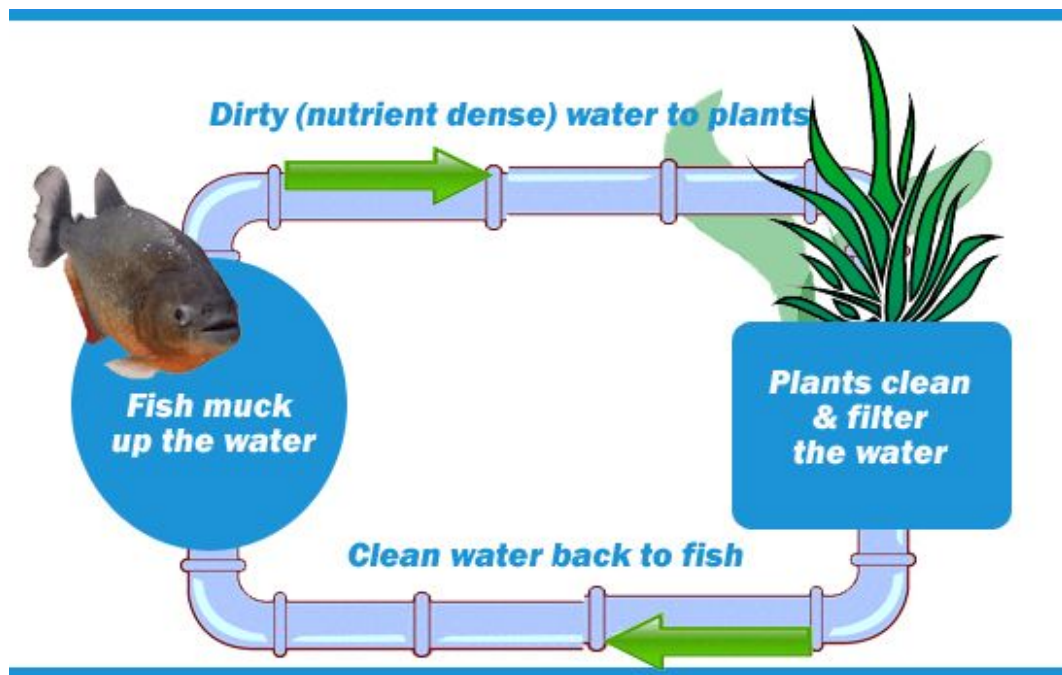 Dirty (nutrient dense) water to plants
Fish muck
up the water
Plants clean
& filter
the water
Clean water back to fish